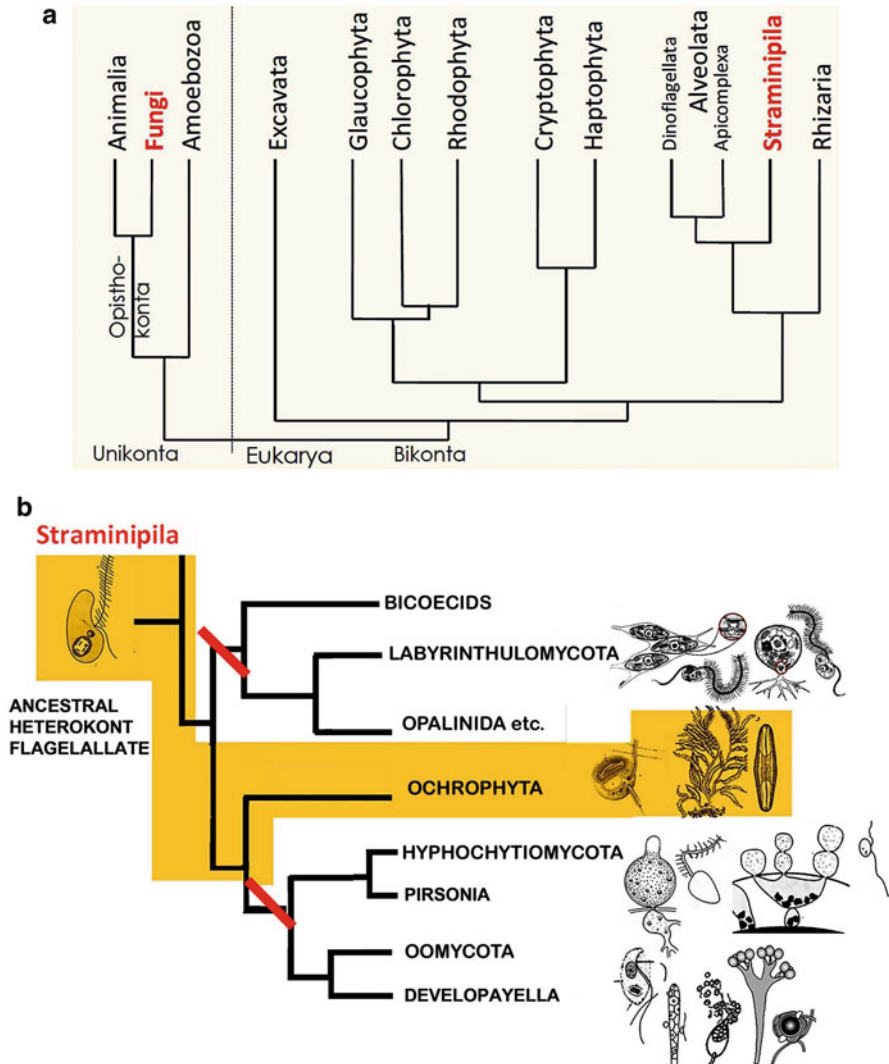 a
Animalia
Fungi
Amoebozoa
Excavata
Glaucophyta
Chlorophyta
Rhodophyta
Cryptophyta
Haptophyta
Dinoflagellata
Alveolata
Apicomplexa
Straminipila
Rhizaria
Opistho-
konta
Unikonta
Eukarya
Bikonta
b
Straminipila
ANCESTRAL
HETEROKONT
FLAGELALLATE
BICOECIDS
LABYRINTHULOMYCOTA
OPALINIDA etc.
OCHROPHYTA
HYPHOCHYTIOMYCOTA
PIRSONIA
OOMYCOTA
DEVELOPAYELLA